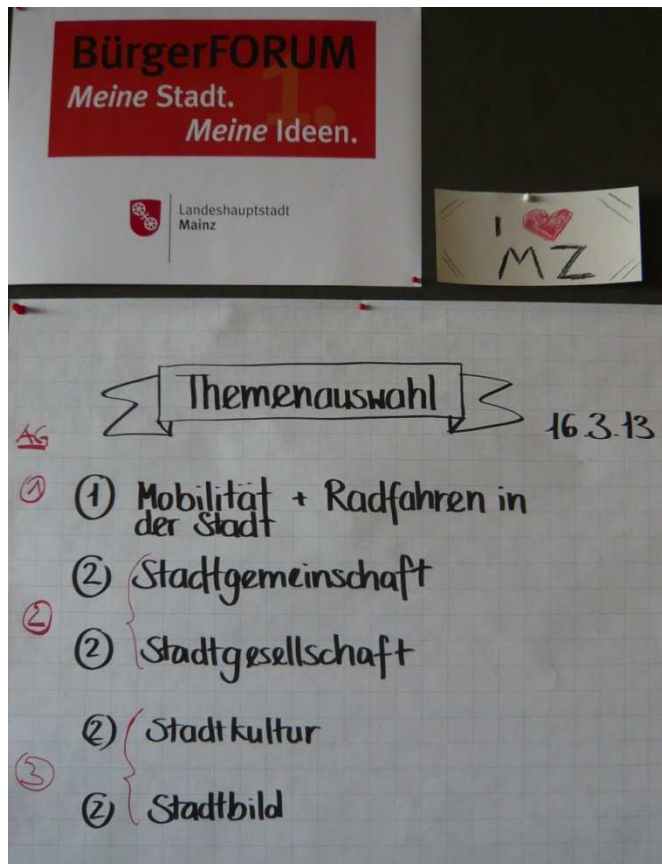 BürgerFORUM
1.
Meine Stadt.
Meine Ideen.
Landeshauptstadt
Mainz
I ❤ MZ
Themenauswahl
16.3.13
AG
① ① Mobilität + Radfahren in
der Stadt
② Stadtgemeinschaft
②
② Stadtgesellschaft
② Stadtkultur
③
② Stadtbild